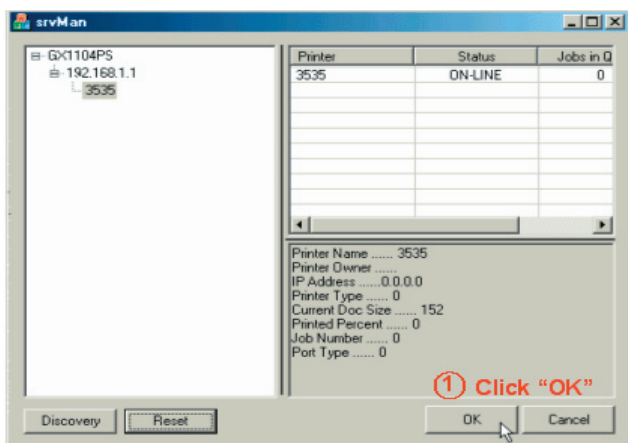 srvMan
GX1104PS
192.168.1.1
3535
Printer Status Jobs in Q
3535 ON-LINE 0
Printer Name ...... 3535
Printer Owner ......
IP Address ......0.0.0.0
Printer Type ...... 0
Current Doc Size ...... 152
Printed Percent ...... 0
Job Number ...... 0
Port Type ...... 0
1 Click “OK”
Discovery Reset OK Cancel